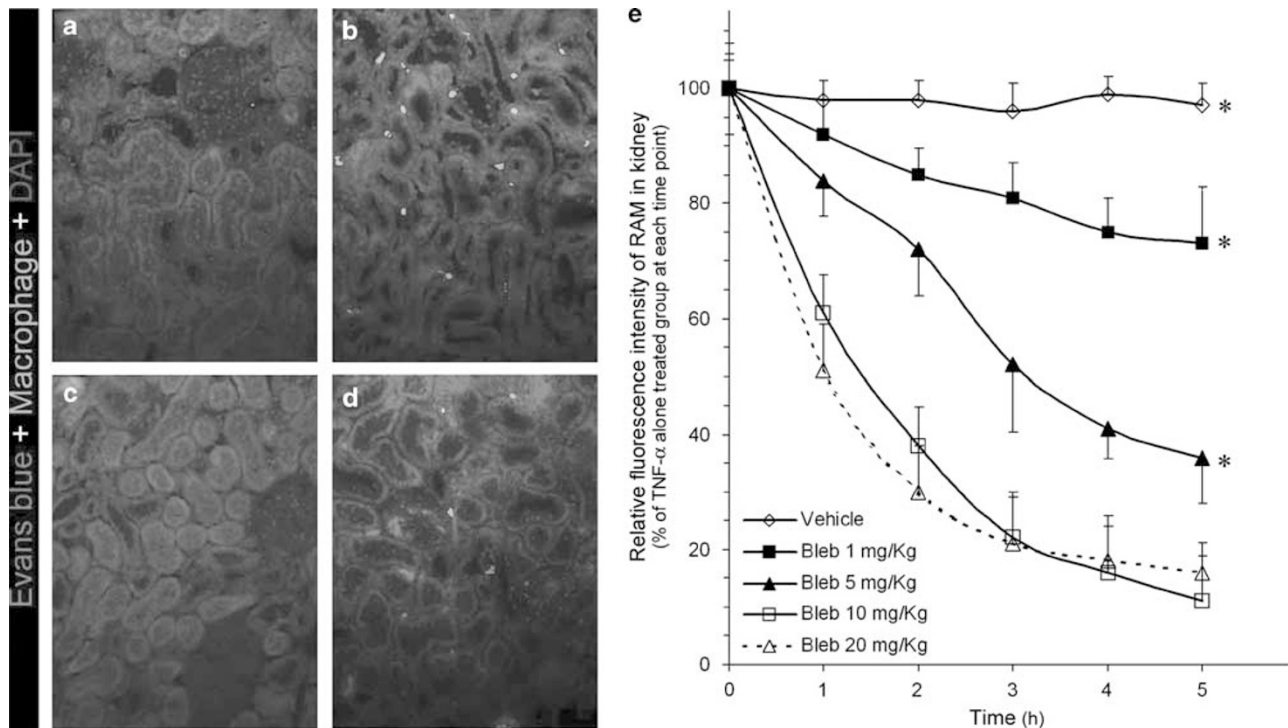 Evans blue + Macrophage + DAPI
a
b
c
d
e
Relative fluorescence intensity of RAM in kidney
(% of TNF-α alone treated group at each time point)
100
80
60
40
20
0
*
*
*
Vehicle
Bleb 1 mg/Kg
Bleb 5 mg/Kg
Bleb 10 mg/Kg
Bleb 20 mg/Kg
0 1 2 3 4 5
Time (h)